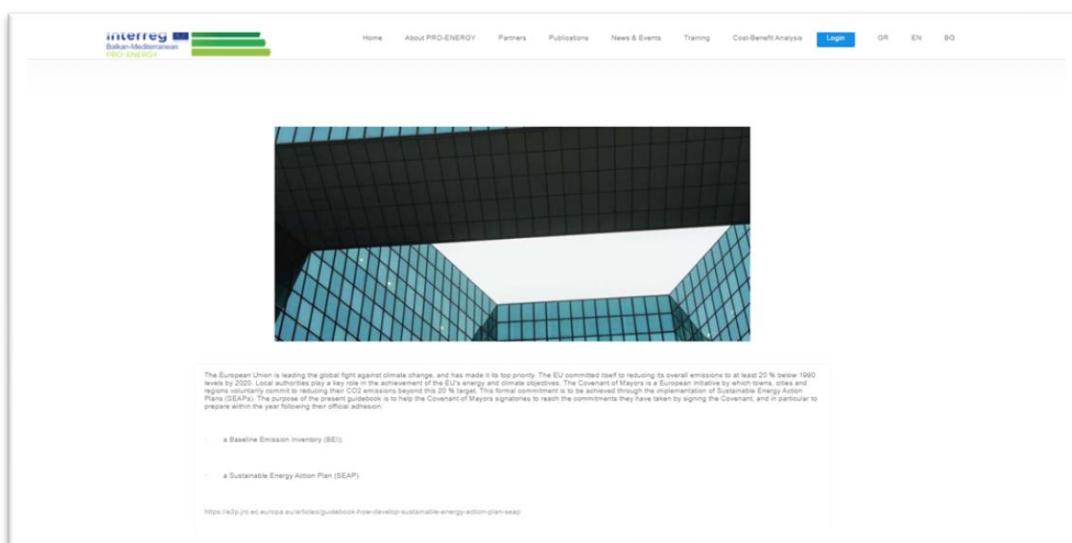 Interreg
Balkan-Mediterranean
PRO-ENERGY
Home About PRO-ENERGY Partners Publications News & Events Training Cost-Benefit Analysis Login GR EN BG
The European Union is leading the global fight against climate change, and has made it its top priority. The EU committed itself to reducing its overall emissions to at least 20 % below 1990
levels by 2020. Local authorities play a key role in the achievement of the EU's energy and climate objectives. The Covenant of Mayors is a European initiative by which towns, cities and
regions voluntarily commit to reducing their CO2 emissions beyond this 20 % target. This formal commitment is to be achieved through the implementation of Sustainable Energy Action
Plans (SEAPs). The purpose of the present guidebook is to help the Covenant of Mayors signatories to reach the commitments they have taken by signing the Covenant, and in particular to
prepare within the year following their official adhesion:
· a Baseline Emission Inventory (BEI);
· a Sustainable Energy Action Plan (SEAP).
https://e3p.jrc.ec.europa.eu/articles/guidebook-how-develop-sustainable-energy-action-plan-seap